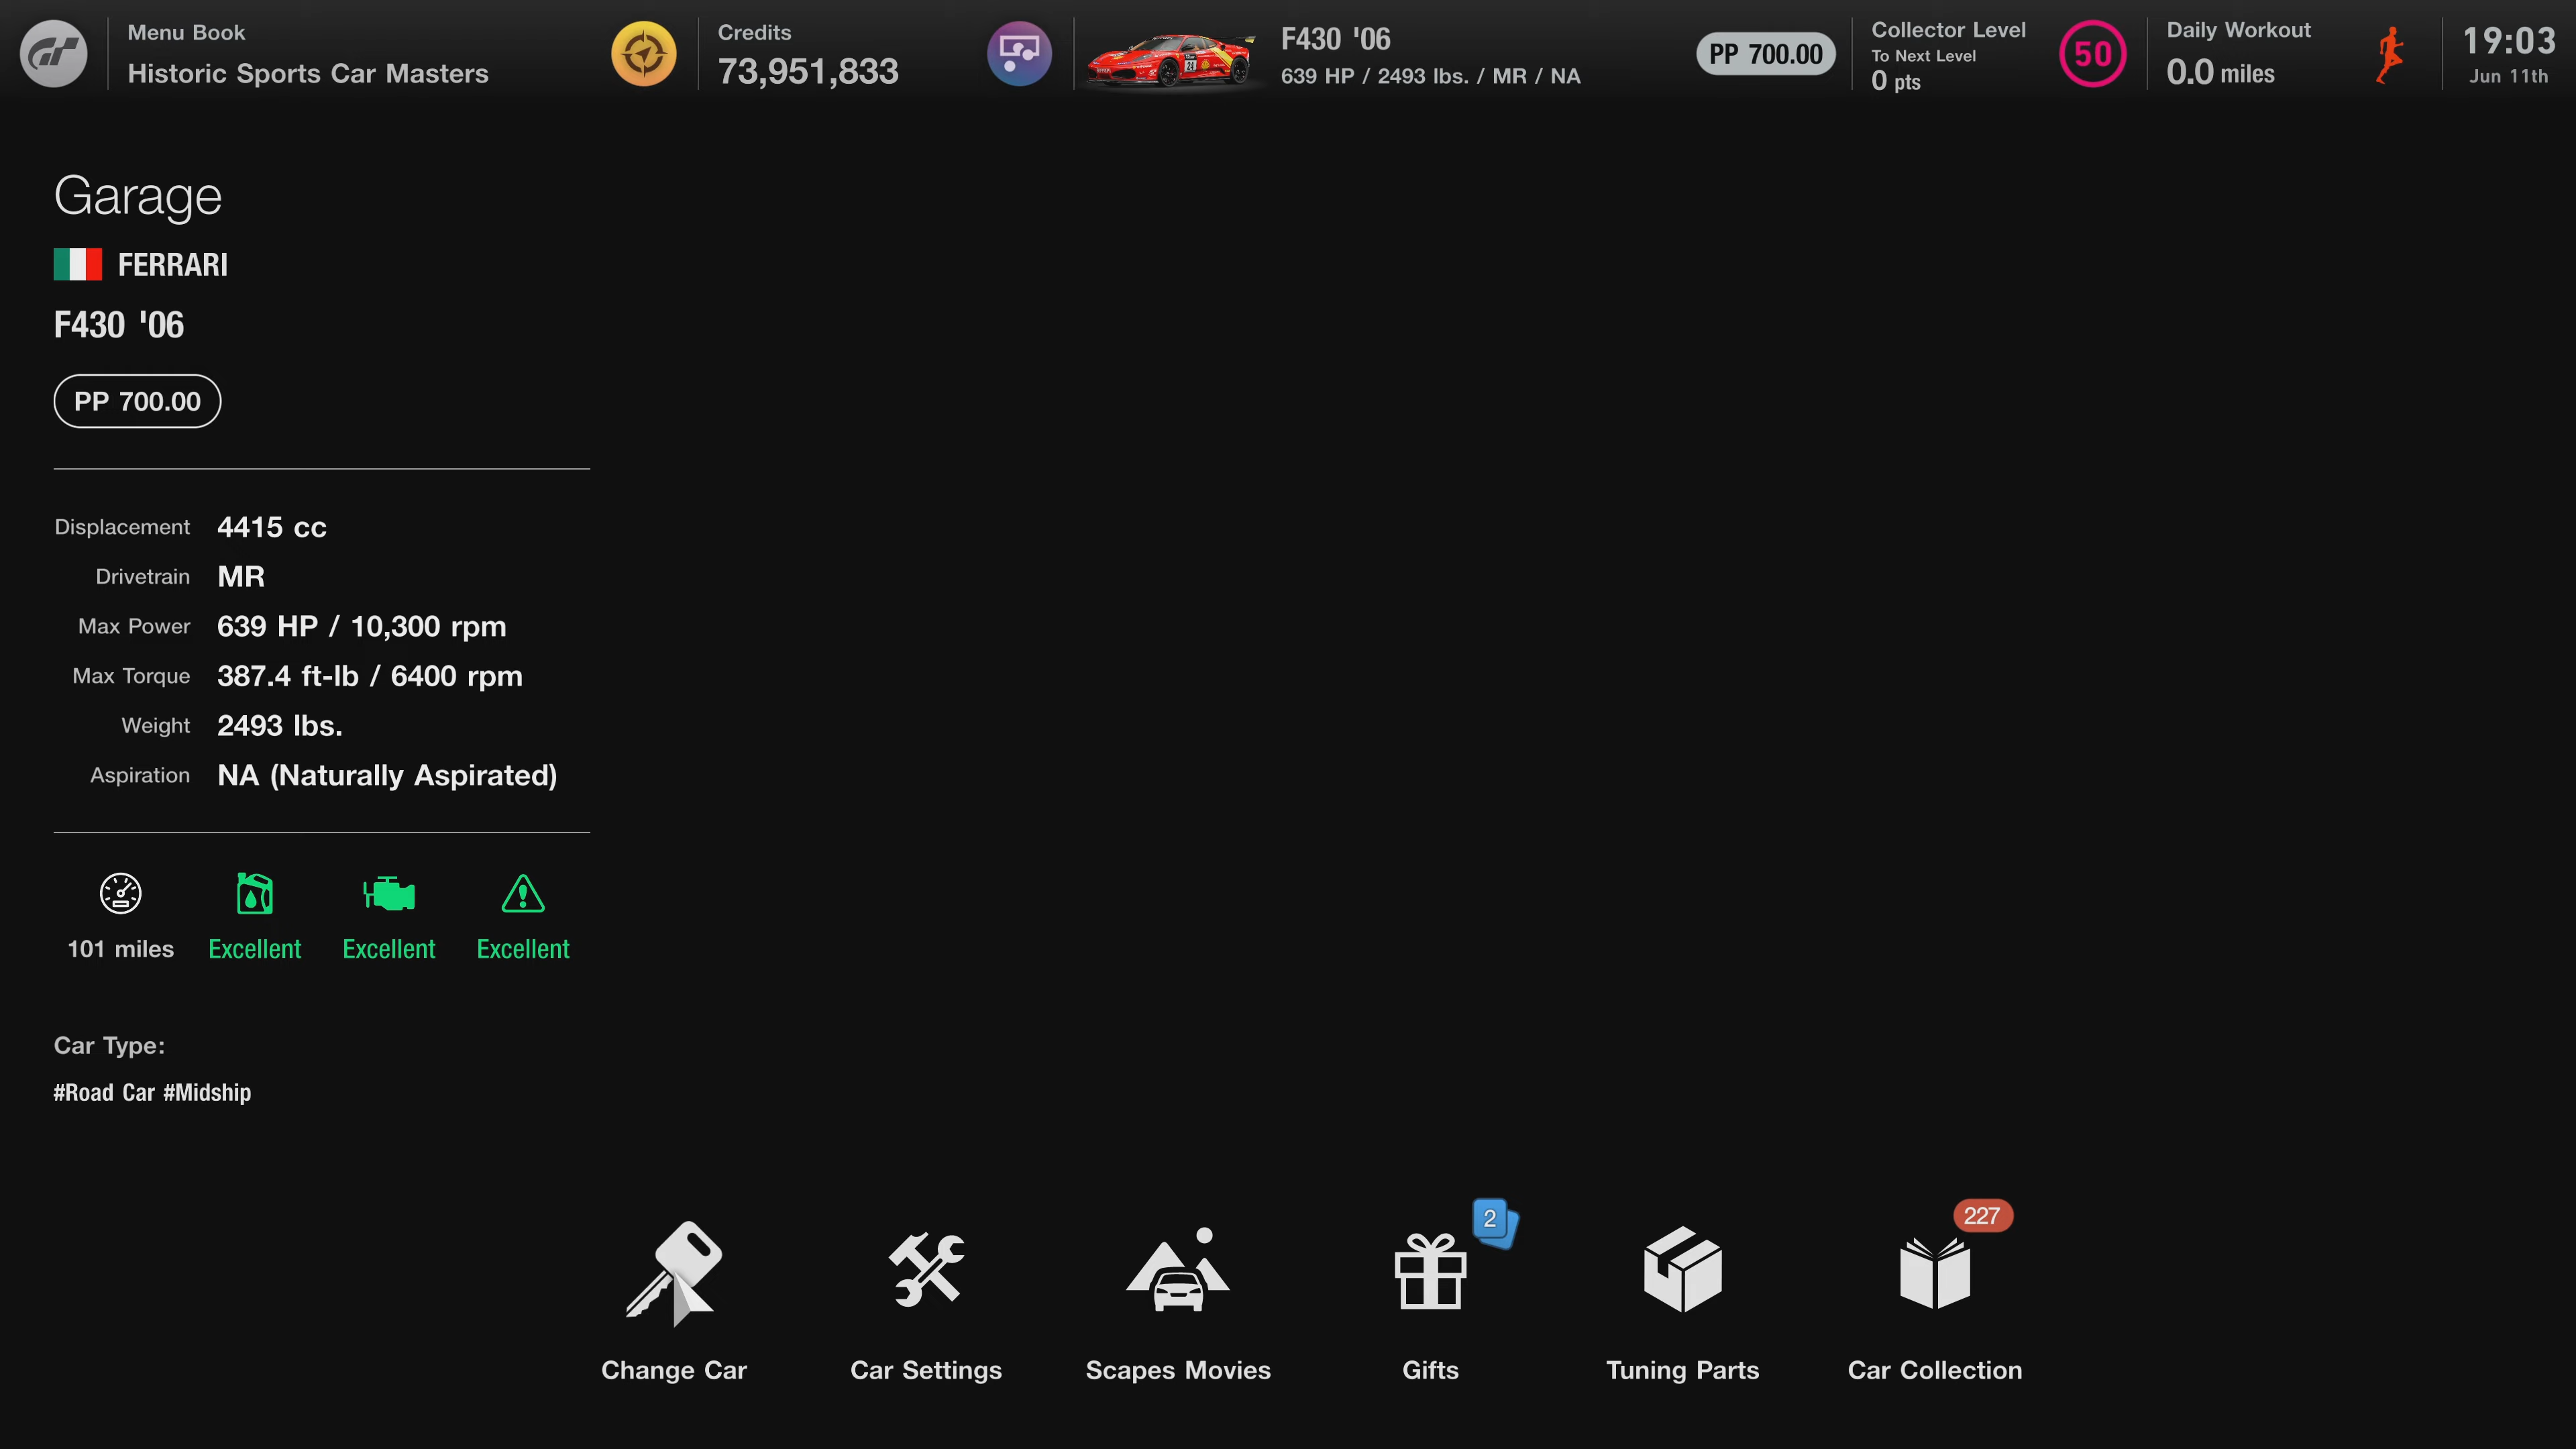 Menu Book
Historic Sports Car Masters
Credits
73,951,833
F430 '06
639 HP / 2493 lbs. / MR / NA
PP 700.00
Collector Level
To Next Level
0 pts
50
Daily Workout
0.0 miles
19:03
Jun 11th
Garage
FERRARI
F430 '06
PP 700.00
Displacement 4415 cc
Drivetrain MR
Max Power 639 HP / 10,300 rpm
Max Torque 387.4 ft-lb / 6400 rpm
Weight 2493 lbs.
Aspiration NA (Naturally Aspirated)
101 miles Excellent Excellent Excellent
Car Type:
#Road Car #Midship
2
227
Change Car Car Settings Scapes Movies Gifts Tuning Parts Car Collection